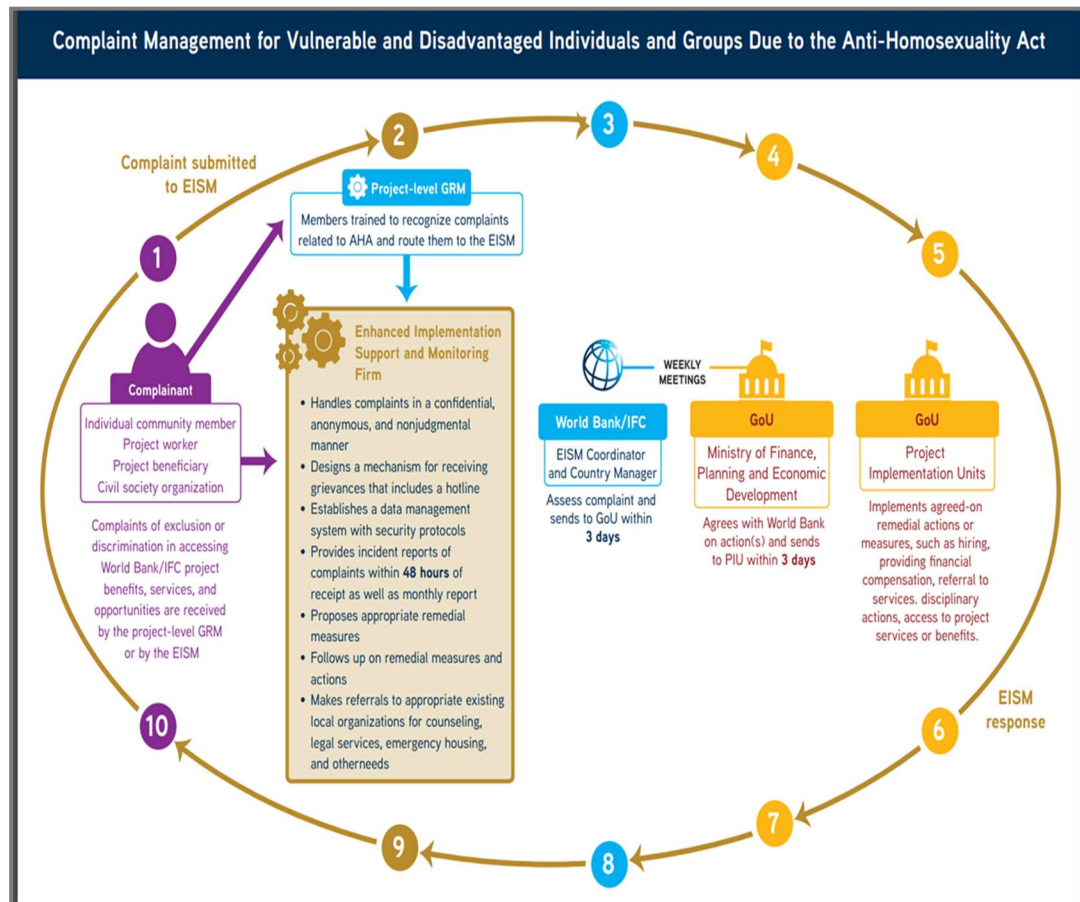 Complaint Management for Vulnerable and Disadvantaged Individuals and Groups Due to the Anti-Homosexuality Act
1
2
3
4
5
Complaint submitted
to EISM
Project-level GRM
Members trained to recognize complaints
related to AHA and route them to the EISM
Complainant
Individual community member
Project worker
Project beneficiary
Civil society organization
Complaints of exclusion or
discrimination in accessing
World Bank/IFC project
benefits, services, and
opportunities are received
by the project-level GRM
or by the EISM
Enhanced Implementation
Support and Monitoring
Firm
• Handles complaints in a confidential,
anonymous, and nonjudgmental
manner
• Designs a mechanism for receiving
grievances that includes a hotline
• Establishes a data management
system with security protocols
• Provides incident reports of
complaints within 48 hours of
receipt as well as monthly report
• Proposes appropriate remedial
measures
• Follows up on remedial measures and
actions
• Makes referrals to appropriate existing
local organizations for counseling,
legal services, emergency housing,
and otherneeds
WEEKLY
MEETINGS
World Bank/IFC
EISM Coordinator
and Country Manager
Assess complaint and
sends to GoU within
3 days
GoU
Ministry of Finance,
Planning and Economic
Development
Agrees with World Bank
on action(s) and sends
to PIU within 3 days
GoU
Project
Implementation Units
Implements agreed-on
remedial actions or
measures, such as hiring,
providing financial
compensation, referral to
services. disciplinary
actions, access to project
services or benefits.
EISM
response
6
7
8
9
10